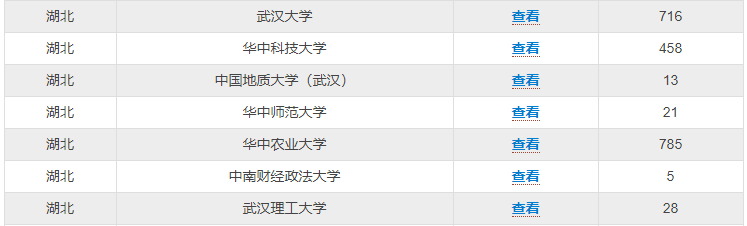 湖北 武汉大学 查看 716
湖北 华中科技大学 查看 458
湖北 中国地质大学（武汉） 查看 13
湖北 华中师范大学 查看 21
湖北 华中农业大学 查看 785
湖北 中南财经政法大学 查看 5
湖北 武汉理工大学 查看 28